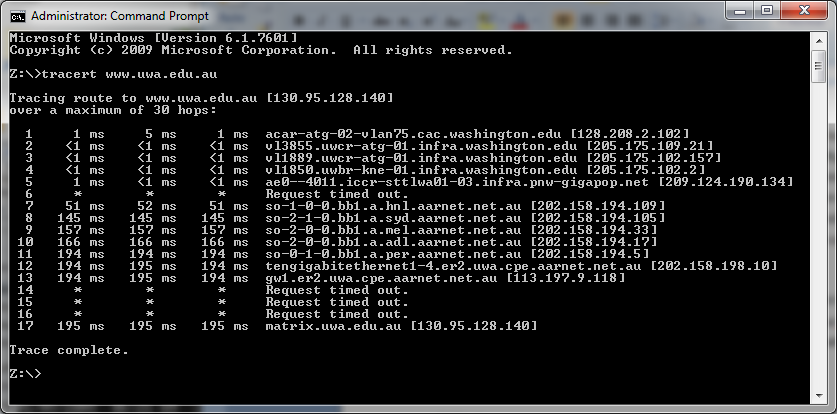 Administrator: Command Prompt
Microsoft Windows [Version 6.1.7601]
Copyright (c) 2009 Microsoft Corporation.  All rights reserved.
Z:\>tracert www.uwa.edu.au
Tracing route to www.uwa.edu.au [130.95.128.140]
over a maximum of 30 hops:
  1     1 ms     5 ms     1 ms  acar-atg-02-vlan75.cac.washington.edu [128.208.2.102]
  2    <1 ms    <1 ms    <1 ms  vl3855.uwcr-atg-01.infra.washington.edu [205.175.109.21]
  3    <1 ms    <1 ms    <1 ms  vl1889.uwcr-atg-01.infra.washington.edu [205.175.102.157]
  4    <1 ms    <1 ms    <1 ms  vl1850.uwbr-kne-01.infra.washington.edu [205.175.102.2]
  5     1 ms    <1 ms    <1 ms  ae0--4011.iccr-sttlwa01-03.infra.pnw-gigapop.net [209.124.190.134]
  6     *        *        *     Request timed out.
  7    51 ms    52 ms    51 ms  so-1-0-0.bb1.a.hnl.aarnet.net.au [202.158.194.109]
  8   145 ms   145 ms   145 ms  so-2-1-0.bb1.a.syd.aarnet.net.au [202.158.194.105]
  9   157 ms   157 ms   157 ms  so-2-0-0.bb1.a.mel.aarnet.net.au [202.158.194.33]
 10   166 ms   166 ms   166 ms  so-2-0-0.bb1.a.adl.aarnet.net.au [202.158.194.17]
 11   194 ms   194 ms   194 ms  so-0-1-0.bb1.a.per.aarnet.net.au [202.158.194.5]
 12   194 ms   195 ms   194 ms  tengigabitethernet1-4.er2.uwa.cpe.aarnet.net.au [202.158.198.10]
 13   194 ms   195 ms   194 ms  gw1.er2.uwa.cpe.aarnet.net.au [113.197.9.118]
 14     *        *        *     Request timed out.
 15     *        *        *     Request timed out.
 16     *        *        *     Request timed out.
 17   195 ms   195 ms   195 ms  matrix.uwa.edu.au [130.95.128.140]
Trace complete.
Z:\>